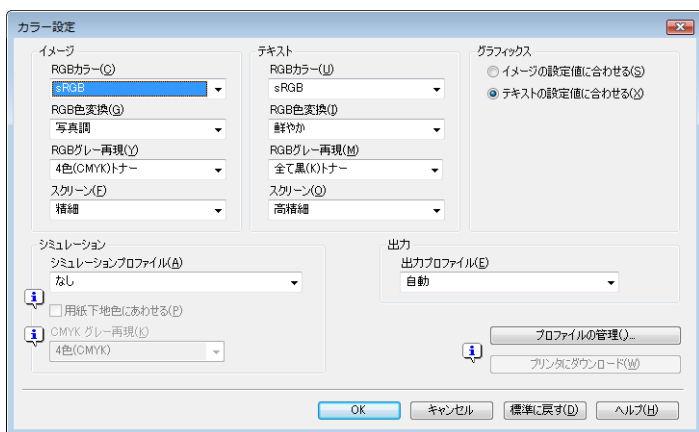 カラー設定
イメージ
RGBカラー(C)
sRGB
RGB色変換(G)
写真調
RGBグレー再現(Y)
4色(CMYK)トナー
スクリーン(F)
精細
テキスト
RGBカラー(U)
sRGB
RGB色変換(I)
鮮やか
RGBグレー再現(M)
全て黒(K)トナー
スクリーン(O)
高精細
グラフィックス
イメージの設定値に合わせる(S)
テキストの設定値に合わせる(X)
シミュレーション
シミュレーションプロファイル(A)
なし
用紙下地色にあわせる(P)
CMYK グレー再現(K)
4色(CMYK)
出力
出力プロファイル(E)
自動
プロファイルの管理()...
プリンタにダウンロード(W)
OK
キャンセル
標準に戻す(D)
ヘルプ(H)